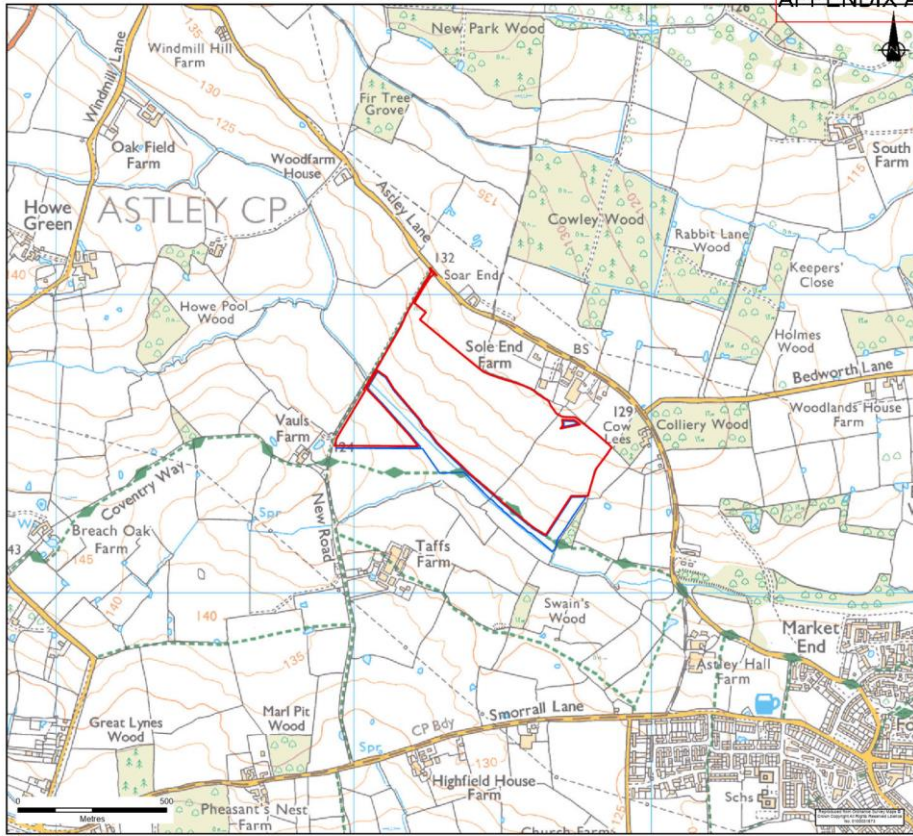 APPENDIX A
126
New Park Wood
Windmill Lane
135
Windmill Hill
Farm
130
125
Fir Tree
Grove
Oak Field
Farm
Woodfarm
House
South
Farm
115
Astley Lane
135
120
Howe
Green
ASTLEY CP
Cowley Wood
130
Rabbit Lane
Wood
132
Soar End
Keepers'
Close
140
Howe Pool
Wood
Holmes
Wood
Sole End
Farm
BS
Bedworth Lane
129
Cow
Lees
Colliery Wood
Woodlands House
Farm
Vauls
Farm
124
Coventry Way
New Road
Spr
Breach Oak
Farm
43
145
Taffs
Farm
140
140
Swain's
Wood
135
Market
End
Astley Hall
Farm
Great Lynes
Wood
Marl Pit
Wood
CP Bdy
Smorrall Lane
Spr
130
Highfield House
Farm
125
Schs
Pheasant's Nest
Farm
Church Farm
0
500
Metres